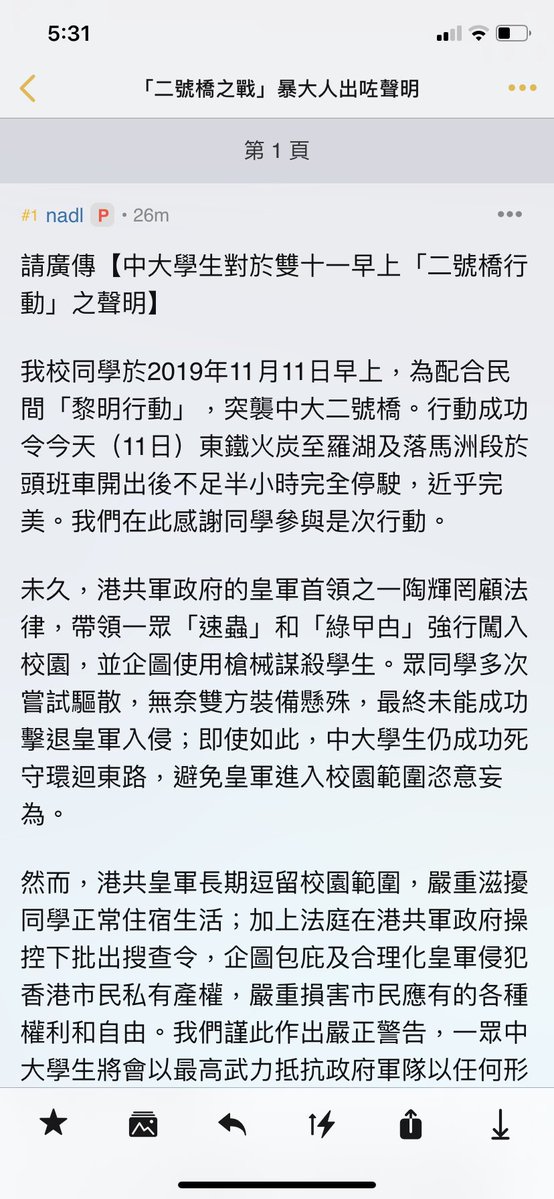 5:31
「二號橋之戰」暴大人出咗聲明
第 1 頁
#1 nadl P • 26m
請廣傳【中大學生對於雙十一早上「二號橋行
動」之聲明】
我校同學於2019年11月11日早上，為配合民
間「黎明行動」，突襲中大二號橋。行動成功
令今天（11日）東鐵火炭至羅湖及落馬洲段於
頭班車開出後不足半小時完全停駛，近乎完
美。我們在此感謝同學參與是次行動。
未久，港共軍政府的皇軍首領之一陶輝罔顧法
律，帶領一眾「速蟲」和「綠曱甴」強行闖入
校園，並企圖使用槍械謀殺學生。眾同學多次
嘗試驅散，無奈雙方裝備懸殊，最終未能成功
擊退皇軍入侵；即使如此，中大學生仍成功死
守環迴東路，避免皇軍進入校園範圍恣意妄
為。
然而，港共皇軍長期逗留校園範圍，嚴重滋擾
同學正常住宿生活；加上法庭在港共軍政府操
控下批出搜查令，企圖包庇及合理化皇軍侵犯
香港市民私有產權，嚴重損害市民應有的各種
權利和自由。我們謹此作出嚴正警告，一眾中
大學生將會以最高武力抵抗政府軍隊以任何形